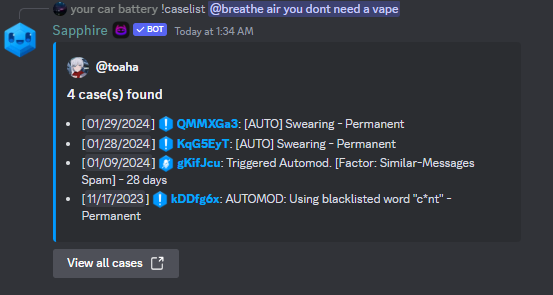 your car battery !caselist @breathe air you dont need a vape
Sapphire ✓ BOT Today at 1:34 AM
@toaha
4 case(s) found
• [01/29/2024] QMMXGa3: [AUTO] Swearing - Permanent
• [01/28/2024] KqG5EyT: [AUTO] Swearing - Permanent
• [01/09/2024] gKifJcu: Triggered Automod. [Factor: Similar-Messages
Spam] - 28 days
• [11/17/2023] kDDfg6x: AUTOMOD: Using blacklisted word "c*nt" -
Permanent
View all cases